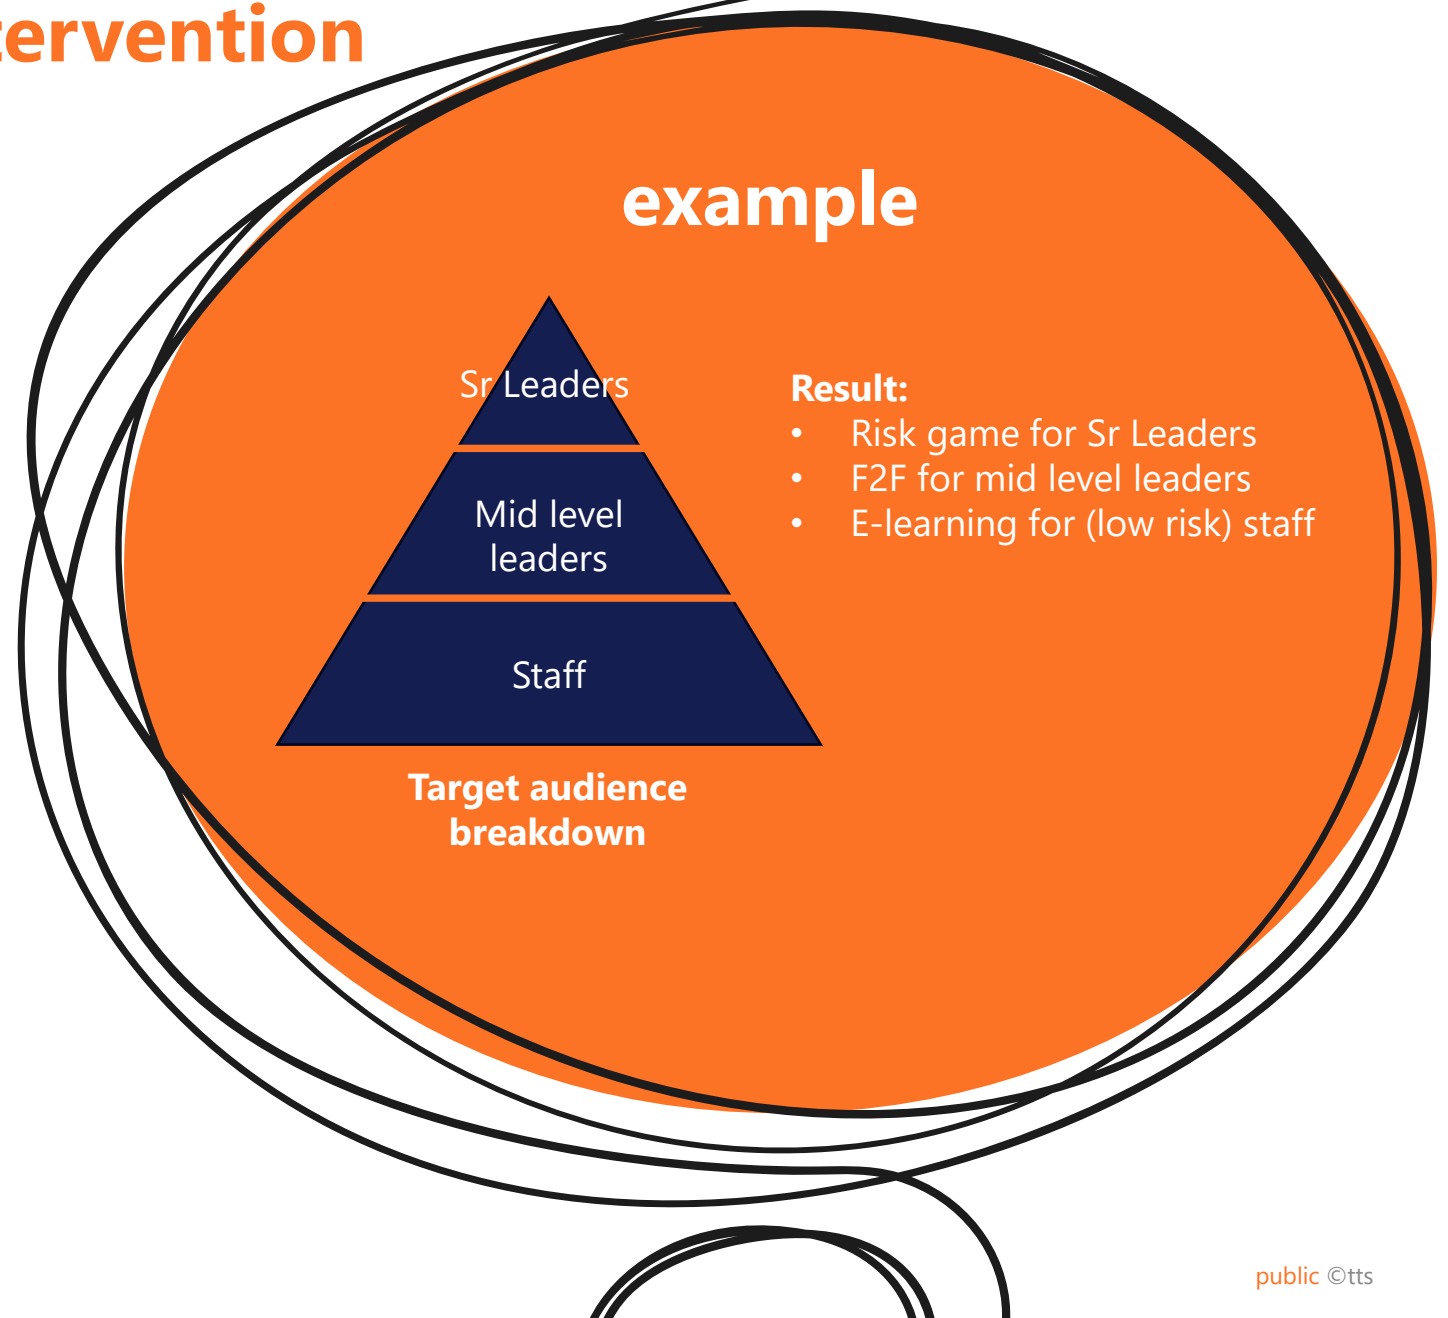 tervention
example
Sr Leaders
Mid level
leaders
Staff
Target audience
breakdown
Result:
• Risk game for Sr Leaders
• F2F for mid level leaders
• E-learning for (low risk) staff
public ©tts